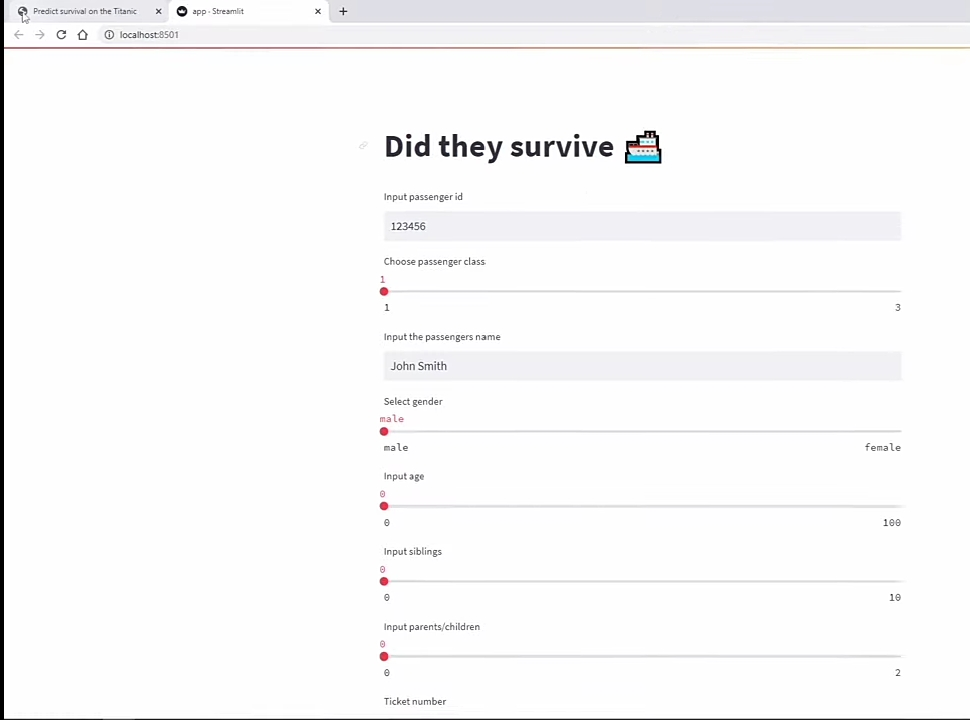 Predict survival on the Titanic
app - Streamlit
localhost:8501
Did they survive
Input passenger id
123456
Choose passenger class
1
1 3
Input the passengers name
John Smith
Select gender
male
male female
Input age
0
0 100
Input siblings
0
0 10
Input parents/children
0
0 2
Ticket number